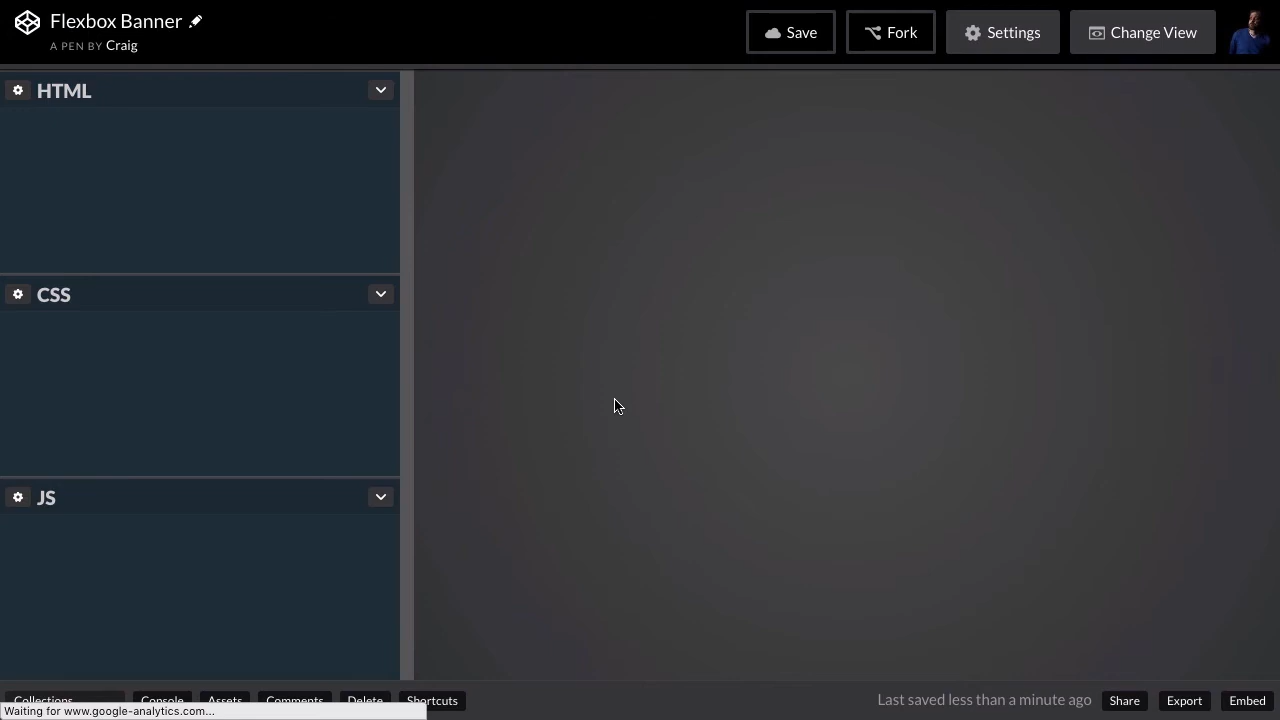 Flexbox Banner
A PEN BY Craig
Save
Fork
Settings
Change View
HTML
CSS
JS
Collections
Console
Assets
Comments
Delete
Shortcuts
Last saved less than a minute ago
Share
Export
Embed
Waiting for www.google-analytics.com...